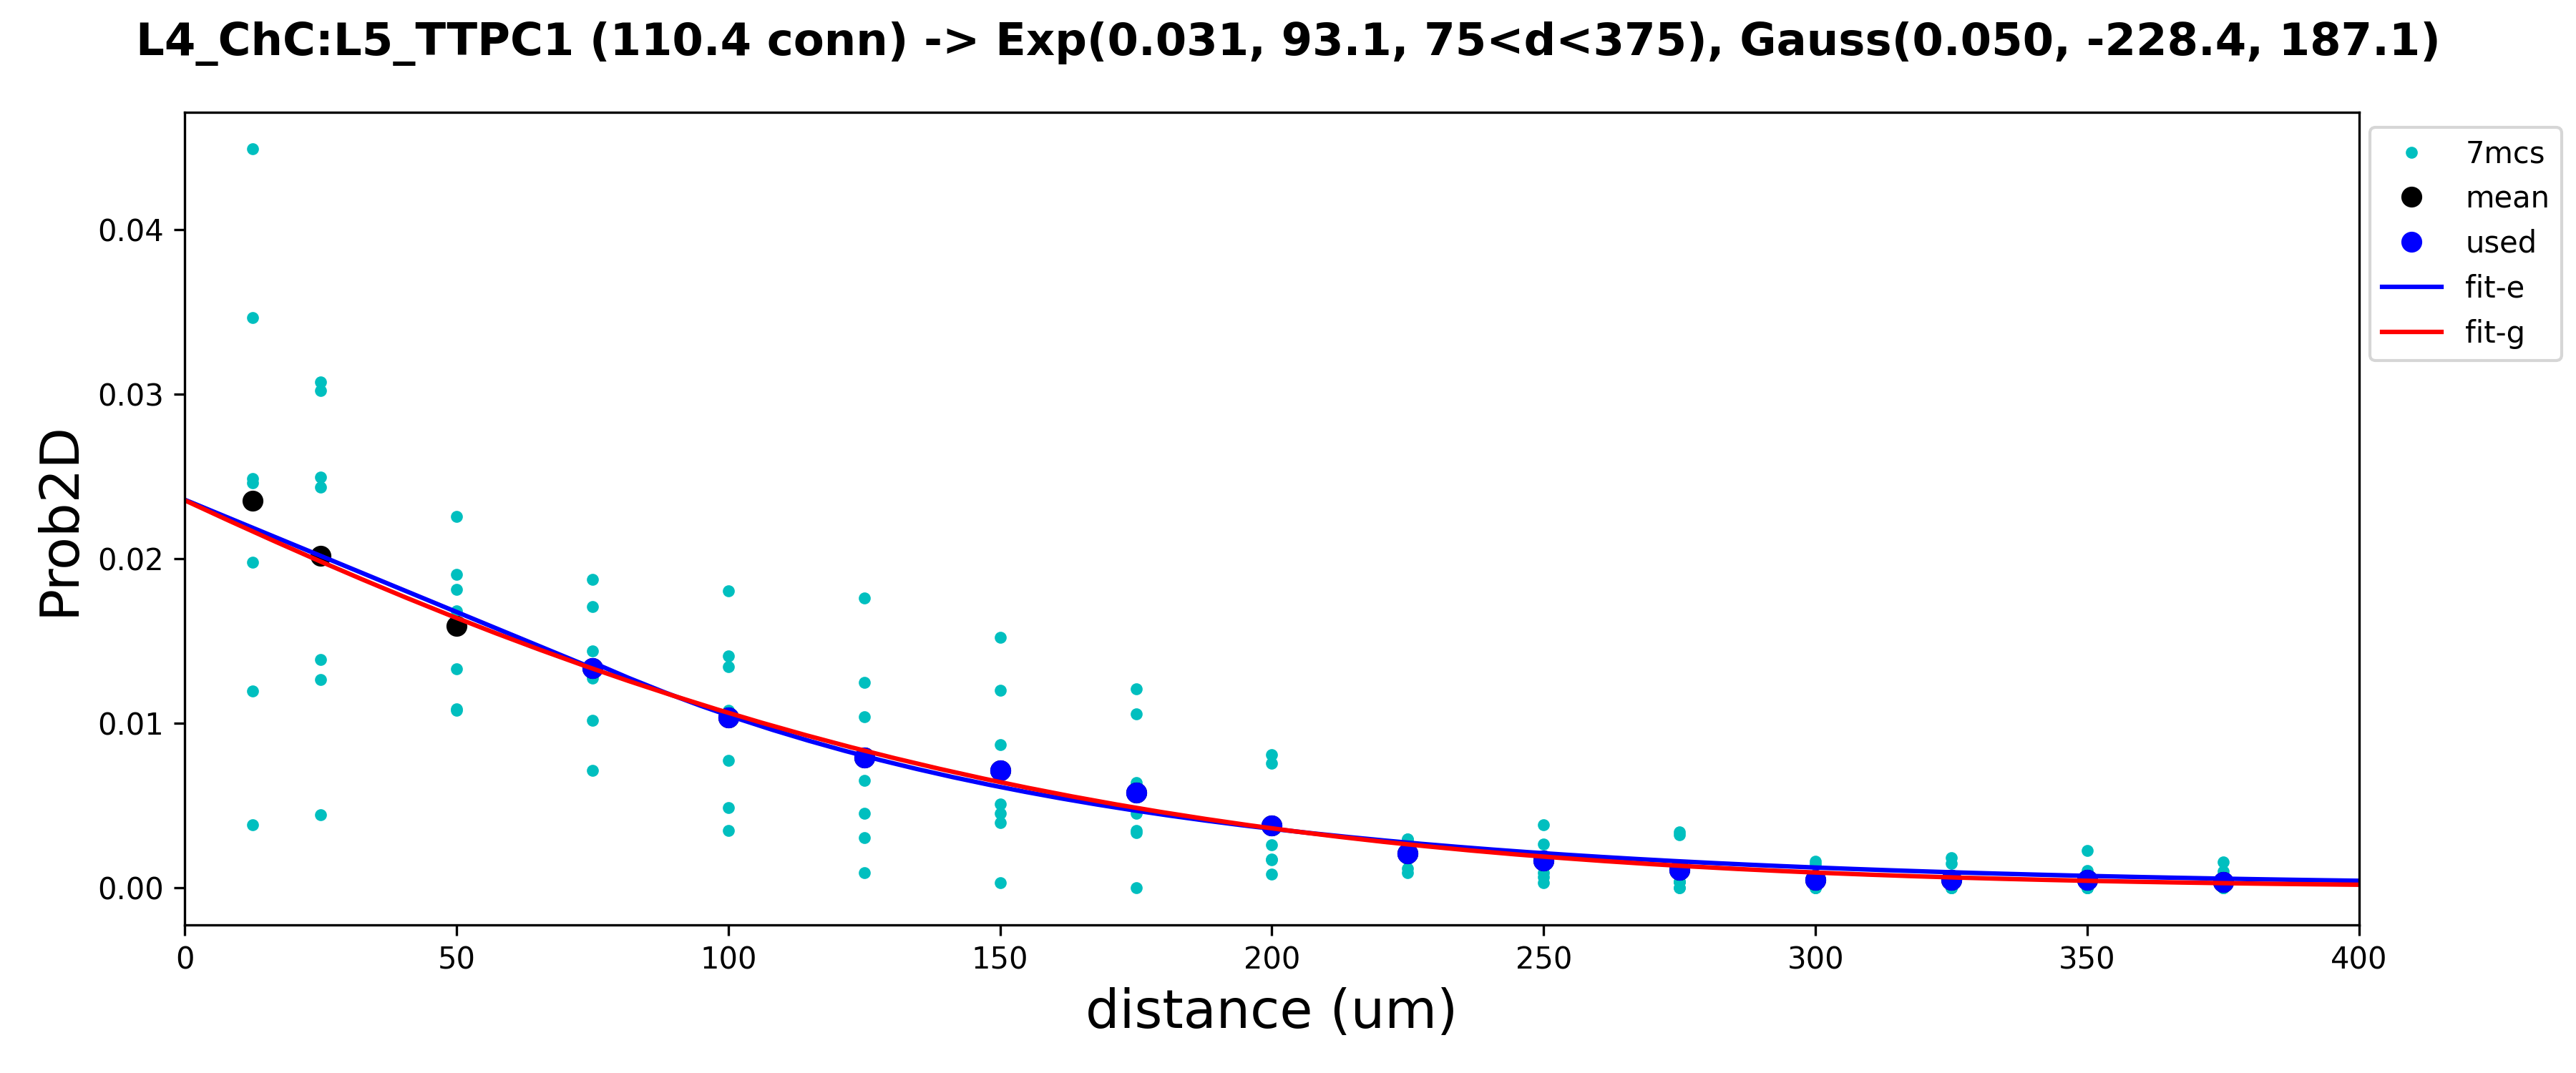 L4_ChC:L5_TTPC1 (110.4 conn) -> Exp(0.031, 93.1, 75<d<375), Gauss(0.050, -228.4, 187.1)
7mcs
mean
used
fit-e
fit-g
Prob2D
0.04
0.03
0.02
0.01
0.00
0 50 100 150 200 250 300 350 400
distance (um)